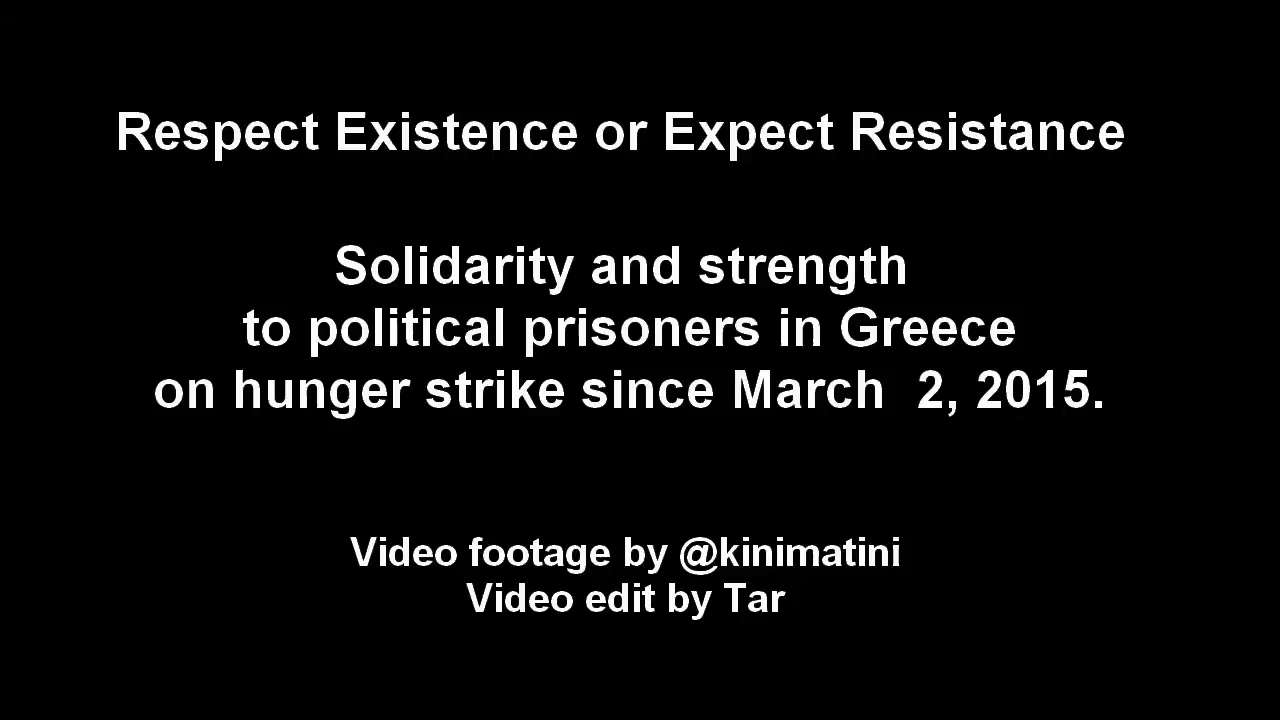 Respect Existence or Expect Resistance
Solidarity and strength
to political prisoners in Greece
on hunger strike since March  2, 2015.
Video footage by @kinimatini
Video edit by Tar